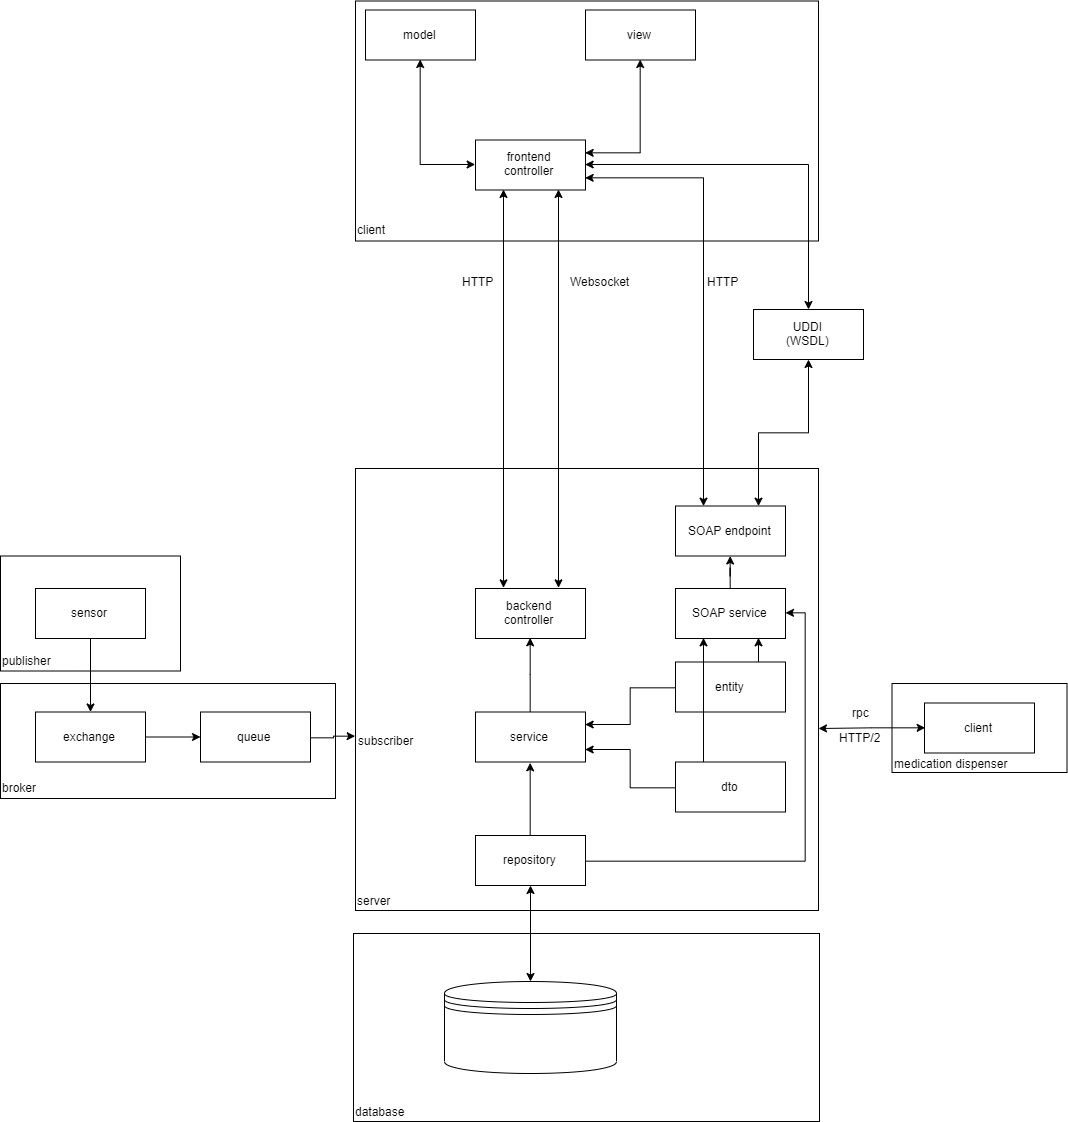 model
view
frontend
controller
client
HTTP
Websocket
HTTP
UDDI
(WSDL)
SOAP endpoint
backend
controller
SOAP service
sensor
publisher
entity
exchange
queue
subscriber
service
rpc
HTTP/2
client
medication dispenser
broker
dto
repository
server
database